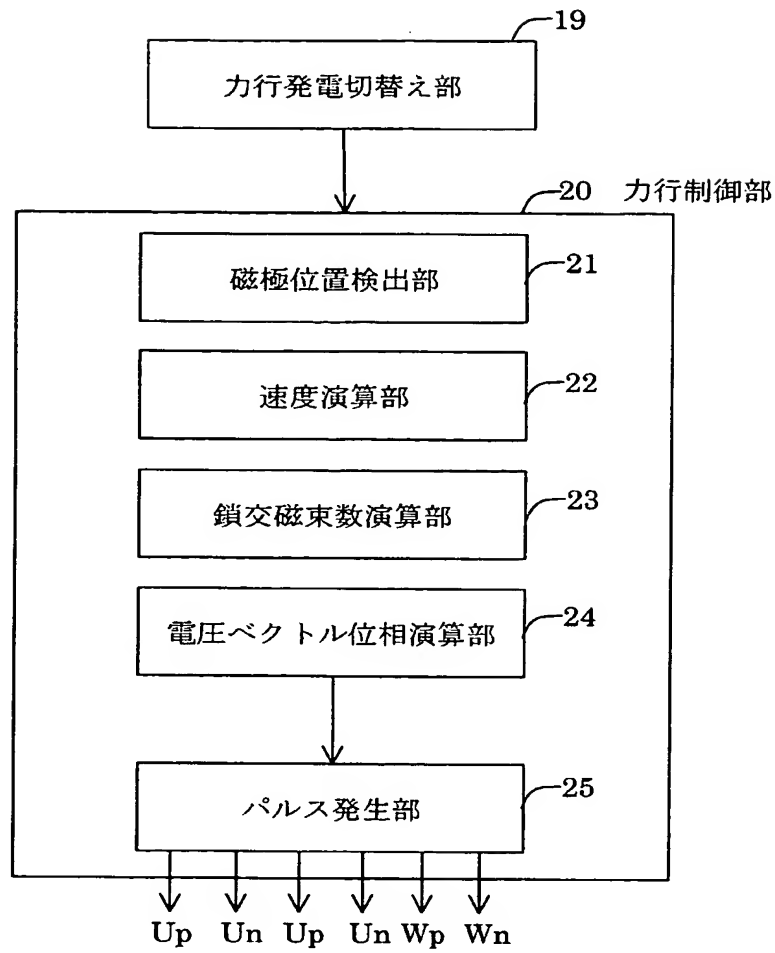 19
力行発電切替え部
20 力行制御部
磁極位置検出部 21
速度演算部 22
鎖交磁束数演算部 23
電圧ベクトル位相演算部 24
パルス発生部 25
Up Un Up Un Wp Wn